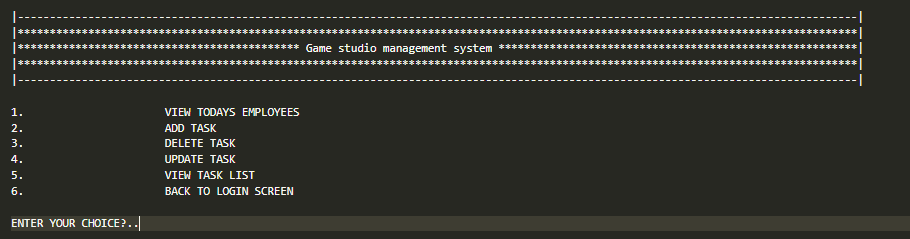 |----------------------------------------------------------------------------------------------------------------------------------|
|**********************************************************************************************************************************|
|******************************************** Game studio management system ********************************************************|
|**********************************************************************************************************************************|
|----------------------------------------------------------------------------------------------------------------------------------|
1. VIEW TODAYS EMPLOYEES
2. ADD TASK
3. DELETE TASK
4. UPDATE TASK
5. VIEW TASK LIST
6. BACK TO LOGIN SCREEN
ENTER YOUR CHOICE?..